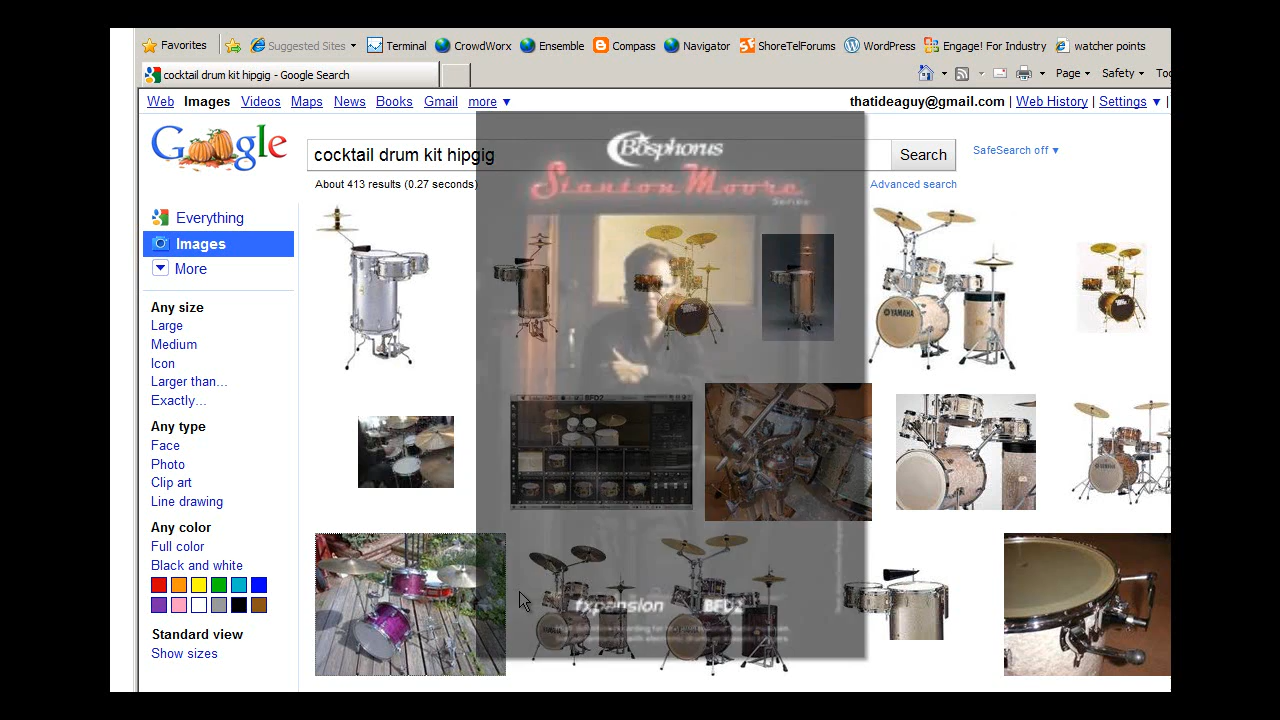 Favorites Suggested Sites Terminal CrowdWorx Ensemble Compass Navigator ShoreTelForums WordPress Engage! For Industry watcher points
cocktail drum kit hipgig - Google Search Page Safety
Web Images Videos Maps News Books Gmail more ▼ thatideaguy@gmail.com | Web History | Settings ▼ |
Google cocktail drum kit hipgig Search SafeSearch off ▼
About 413 results (0.27 seconds) Advanced search
Bosphorus
Stanton Moore
Series
Everything
Images
More
Any size
Large
Medium
Icon
Larger than...
Exactly...
Any type
Face
Photo
Clip art
Line drawing
Any color
Full color
Black and white
Standard view
Show sizes
YAMAHA
BFD2
fxpansion BFD2